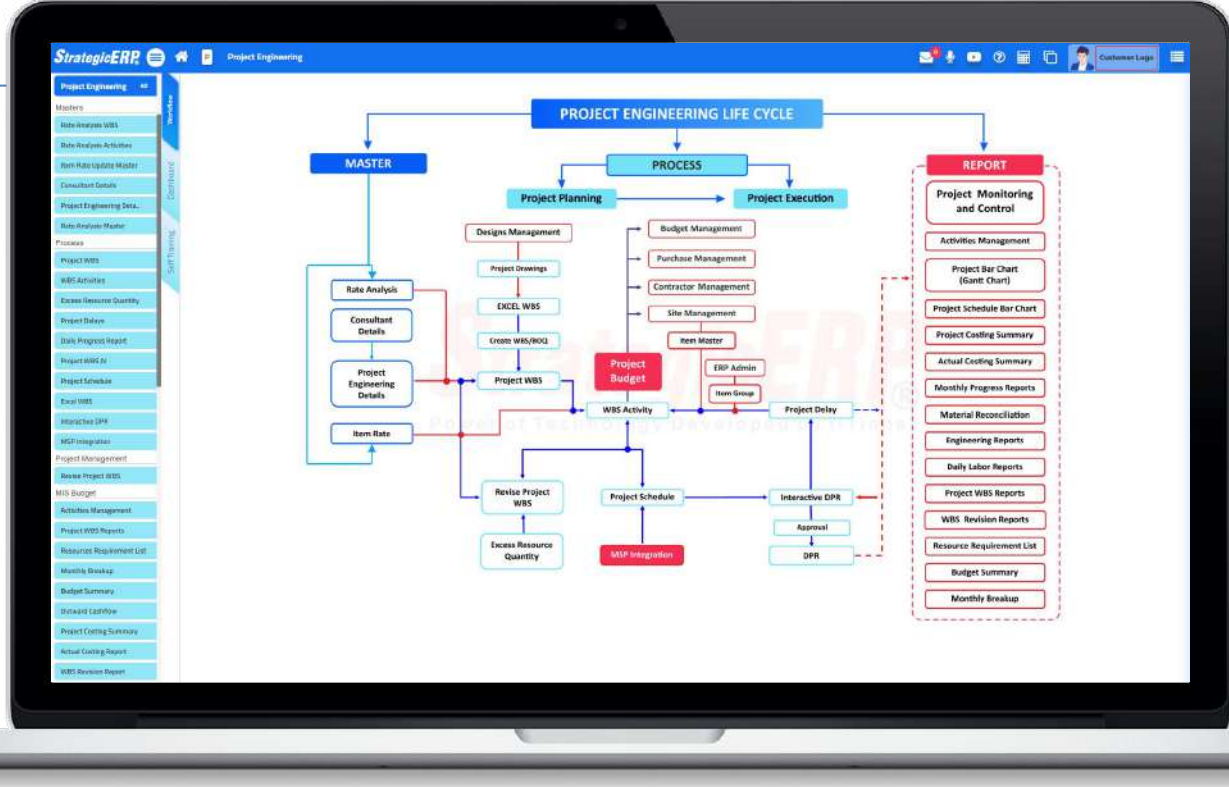 StrategicERP
Project Engineering
Customer Logo
Project Engineering
Masters
Rate Analysis WBS
Rate Analysis Activities
Item Rate Update Master
Consultant Details
Project Engineering Deta..
Rate Analysis Master
Process
Project WBS
WBS Activities
Excess Resource Quantity
Project Delays
Daily Progress Report
Project WBS JV
Project Schedule
Excel WBS
Interactive DPR
MSP Integration
Project Management
Revise Project WBS
MIS Budget
Activities Management
Project WBS Reports
Resources Requirement List
Monthly Breakup
Budget Summary
Outward Cashflow
Project Costing Summary
Actual Costing Report
WBS Revision Report
Workflow
Dashboard
Self Training
PROJECT ENGINEERING LIFE CYCLE
MASTER
Rate Analysis
Consultant
Details
Project
Engineering
Details
Item Rate
PROCESS
Project Planning
Project Execution
Designs Management
Project Drawings
EXCEL WBS
Create WBS/BOQ
Project WBS
Budget Management
Purchase Management
Contractor Management
Site Management
Item Master
ERP Admin
Item Group
Project
Budget
WBS Activity
Project Delay
Revise Project
WBS
Excess Resource
Quantity
Project Schedule
MSP Integration
Interactive DPR
Approval
DPR
REPORT
Project Monitoring
and Control
Activities Management
Project Bar Chart
(Gantt Chart)
Project Schedule Bar Chart
Project Costing Summary
Actual Costing Summary
Monthly Progress Reports
Material Reconciliation
Engineering Reports
Daily Labor Reports
Project WBS Reports
WBS Revision Reports
Resource Requirement List
Budget Summary
Monthly Breakup